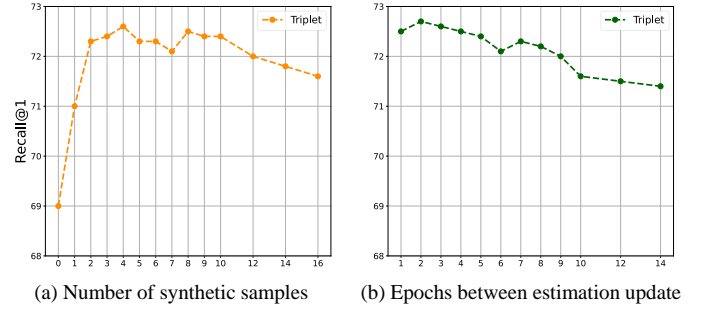 73
72
71
70
69
68
Recall@1
Triplet
0 1 2 3 4 5 6 7 8 9 10 12 14 16
(a) Number of synthetic samples
73
72
71
70
69
68
Triplet
1 2 3 4 5 6 7 8 9 10 12 14
(b) Epochs between estimation update